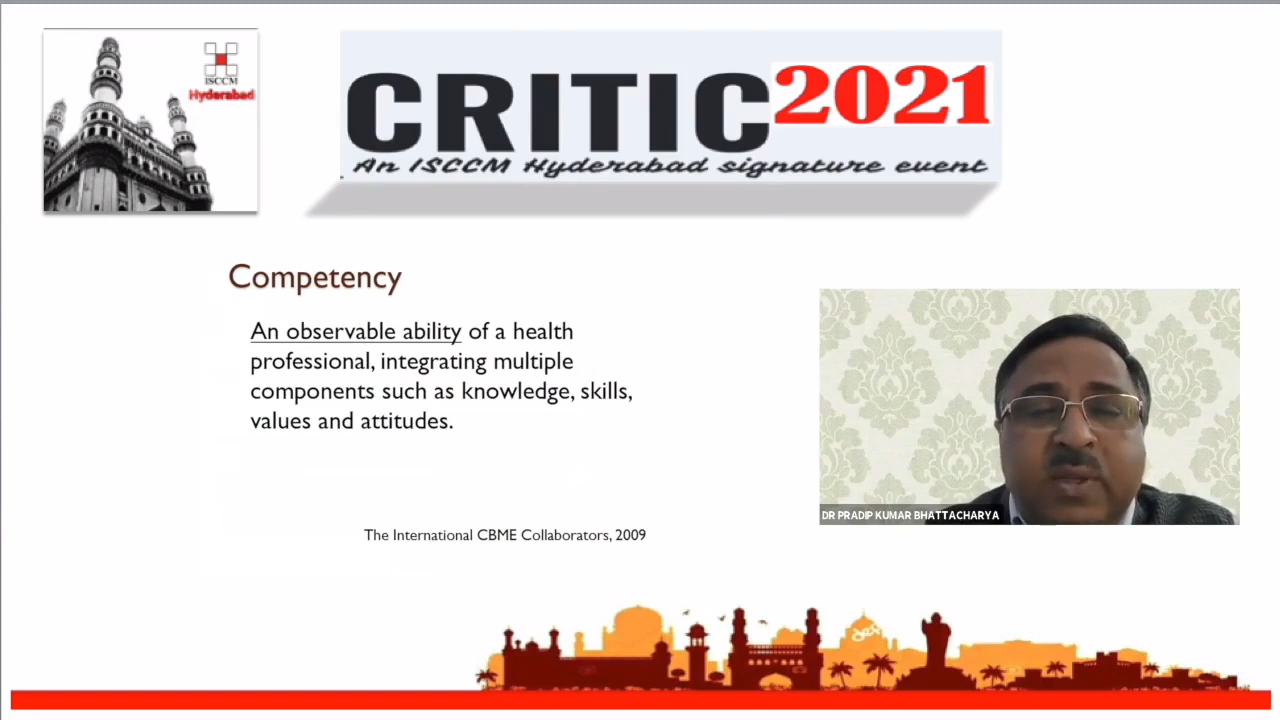 ISCCM
Hyderabad
CRITIC2021
An ISCCM Hyderabad signature event
Competency
An observable ability of a health
professional, integrating multiple
components such as knowledge, skills,
values and attitudes.
The International CBME Collaborators, 2009
DR PRADIP KUMAR BHATTACHARYA